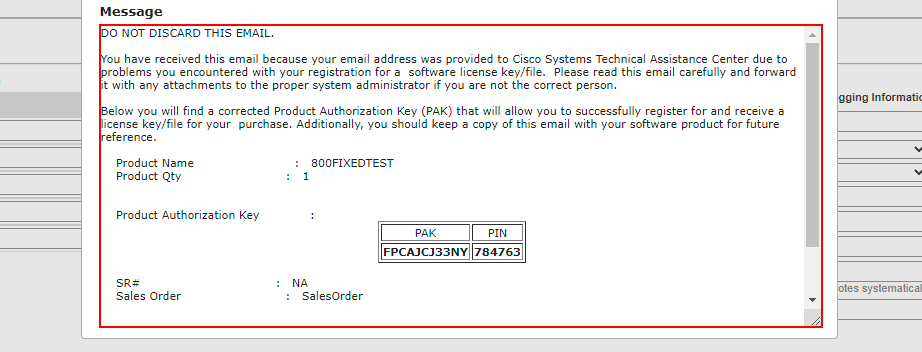 Message
DO NOT DISCARD THIS EMAIL.
You have received this email because your email address was provided to Cisco Systems Technical Assistance Center due to
problems you encountered with your registration for a software license key/file. Please read this email carefully and forward
it with any attachments to the proper system administrator if you are not the correct person.
Below you will find a corrected Product Authorization Key (PAK) that will allow you to successfully register for and receive a
license key/file for your purchase. Additionally, you should keep a copy of this email with your software product for future
reference.
Product Name : 800FIXEDTEST
Product Qty : 1
Product Authorization Key :
PAK PIN
FPCAJCJ33NY 784763
SR# : NA
Sales Order : SalesOrder
gging Informatio
otes systematical